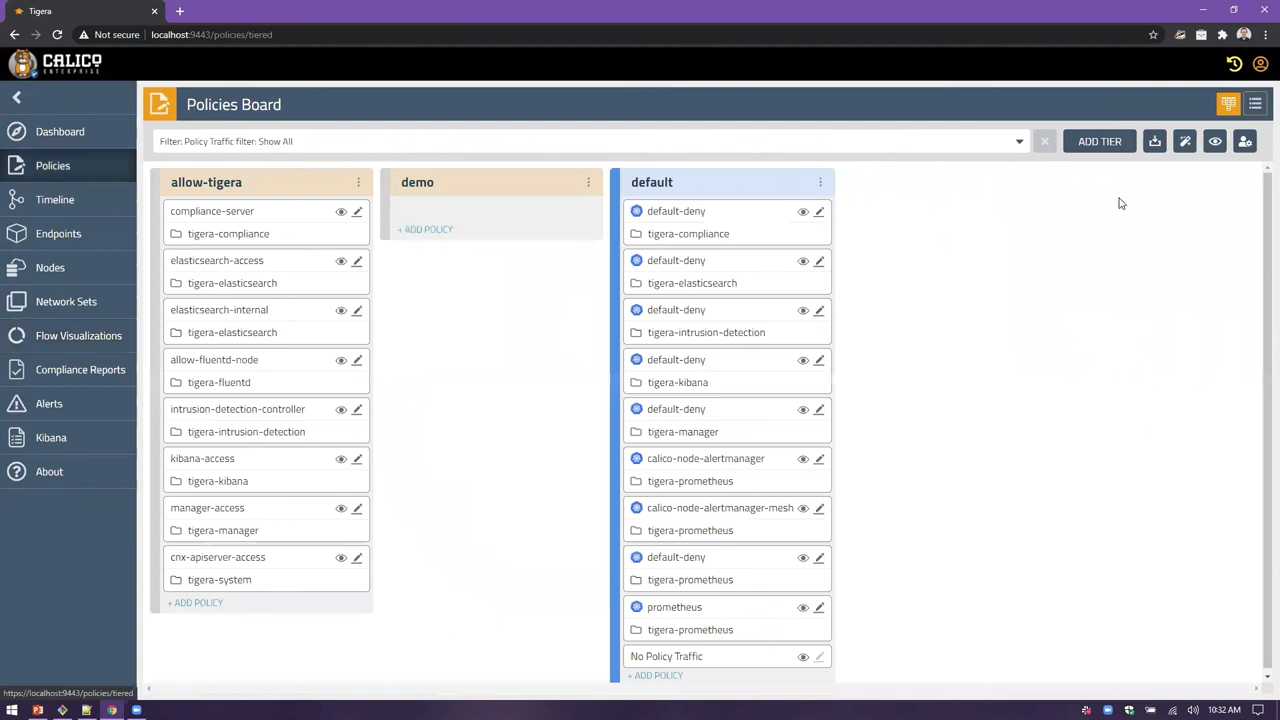 Tigera
Not secure localhost:9443/policies/tiered
CALICO
ENTERPRISE
Policies Board
Dashboard
Policies
Timeline
Endpoints
Nodes
Network Sets
Flow Visualizations
Compliance Reports
Alerts
Kibana
About
Filter: Policy Traffic filter: Show All
ADD TIER
allow-tigera
compliance-server
tigera-compliance
elasticsearch-access
tigera-elasticsearch
elasticsearch-internal
tigera-elasticsearch
allow-fluentd-node
tigera-fluentd
intrusion-detection-controller
tigera-intrusion-detection
kibana-access
tigera-kibana
manager-access
tigera-manager
cnx-apiserver-access
tigera-system
+ ADD POLICY
demo
+ ADD POLICY
default
default-deny
tigera-compliance
default-deny
tigera-elasticsearch
default-deny
tigera-intrusion-detection
default-deny
tigera-kibana
default-deny
tigera-manager
calico-node-alertmanager
tigera-prometheus
calico-node-alertmanager-mesh
tigera-prometheus
default-deny
tigera-prometheus
prometheus
tigera-prometheus
No Policy Traffic
+ ADD POLICY
https://localhost:9443/policies/tiered
10:32 AM